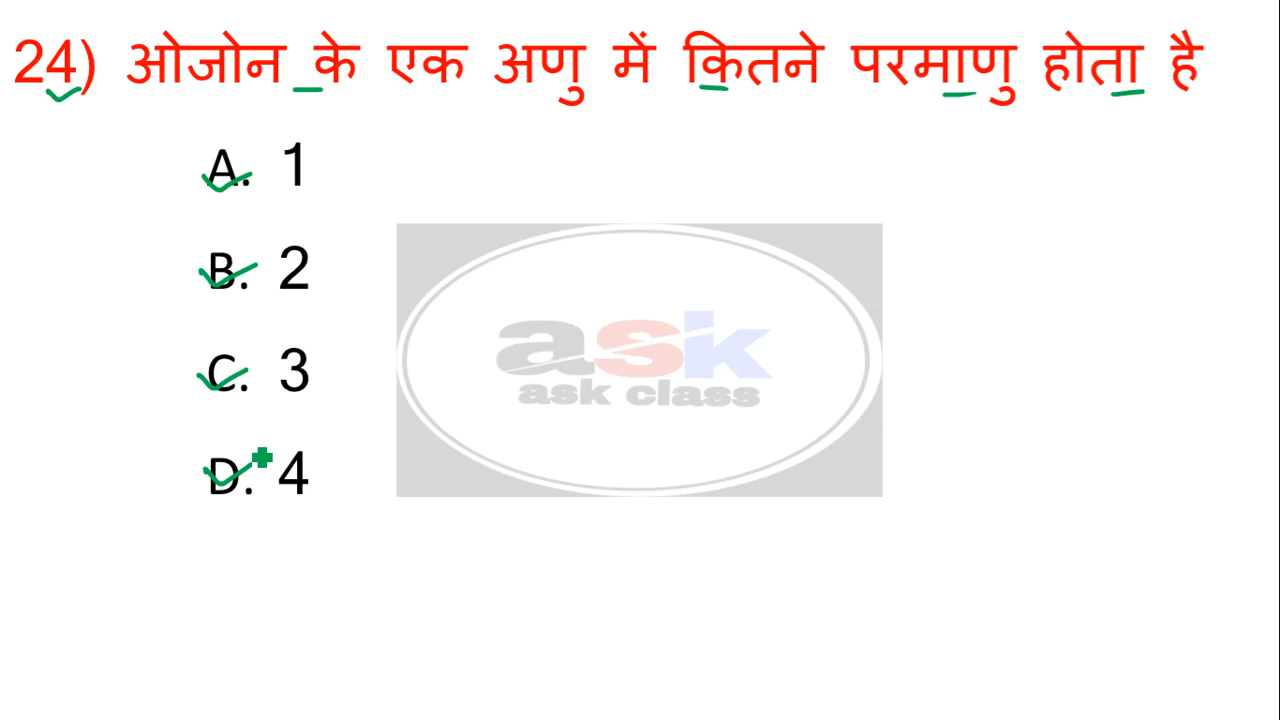 24) ओजोन के एक अणु में कितने परमाणु होता है
A. 1
B. 2
C. 3
D. 4
ask
ask class